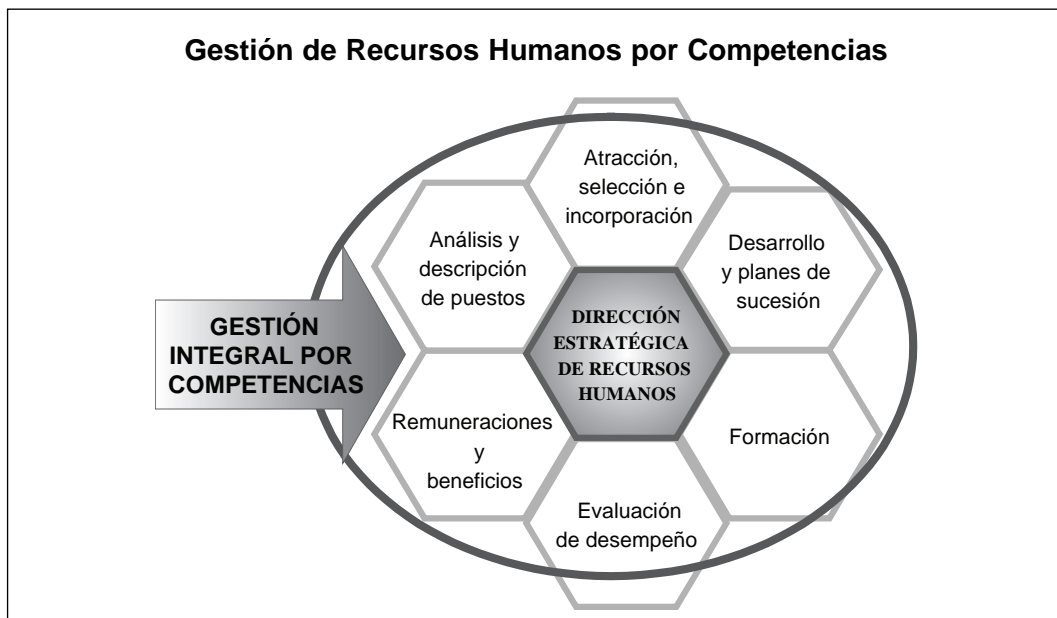 Gestión de Recursos Humanos por Competencias
Atracción,
selección e
incorporación
Análisis y
descripción
de puestos
Desarrollo
y planes de
sucesión
DIRECCIÓN
ESTRATÉGICA
DE RECURSOS
HUMANOS
GESTIÓN
INTEGRAL POR
COMPETENCIAS
Remuneraciones
y
beneficios
Formación
Evaluación
de desempeño